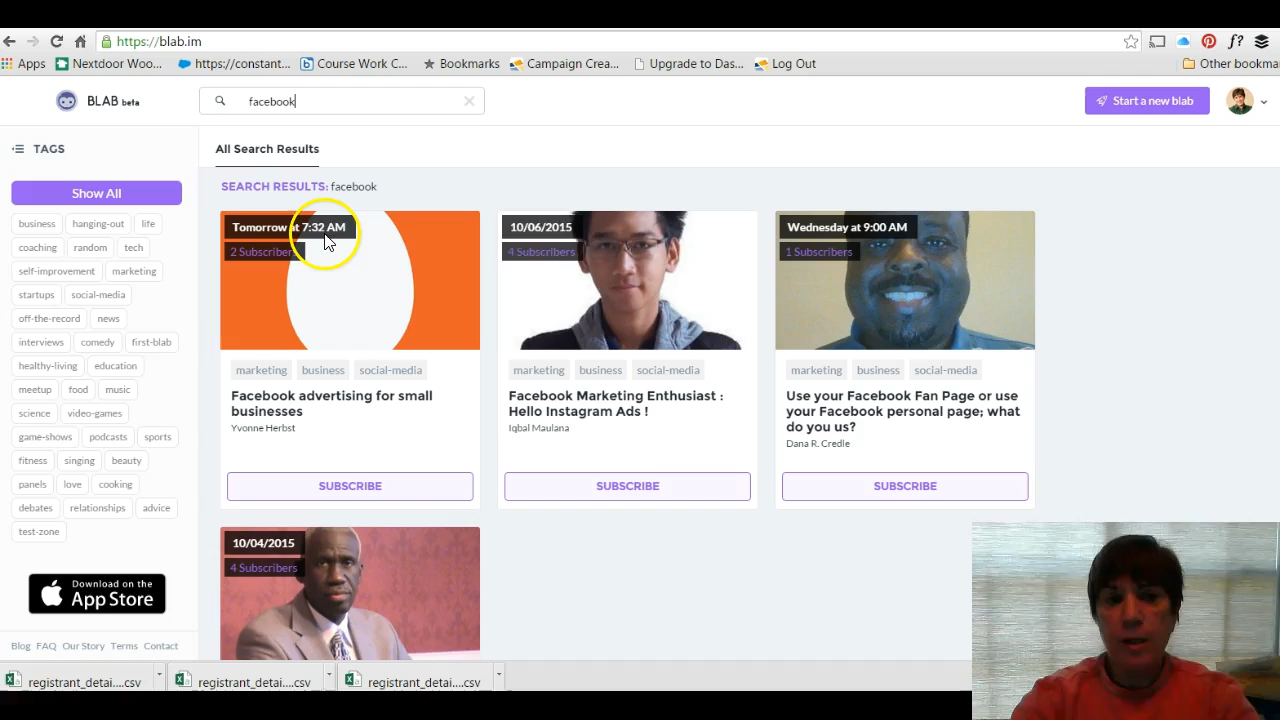 https://blab.im
Apps Nextdoor Woo... https://constant... Course Work C... Bookmarks Campaign Crea... Upgrade to Das... Log Out Other bookma
BLAB beta
facebook
Start a new blab
TAGS
Show All
business hanging-out life
coaching random tech
self-improvement marketing
startups social-media
off-the-record news
interviews comedy first-blab
healthy-living education
meetup food music
science video-games
game-shows podcasts sports
fitness singing beauty
panels love cooking
debates relationships advice
test-zone
Download on the
App Store
Blog FAQ Our Story Terms Contact
All Search Results
SEARCH RESULTS: facebook
Tomorrow at 7:32 AM
2 Subscribers
marketing business social-media
Facebook advertising for small
businesses
Yvonne Herbst
SUBSCRIBE
10/06/2015
4 Subscribers
marketing business social-media
Facebook Marketing Enthusiast :
Hello Instagram Ads !
Iqbal Maulana
SUBSCRIBE
Wednesday at 9:00 AM
1 Subscribers
marketing business social-media
Use your Facebook Fan Page or use
your Facebook personal page; what
do you us?
Dana R. Credle
SUBSCRIBE
10/04/2015
4 Subscribers
registrant_detai....csv registrant_detai....csv registrant_detai....csv